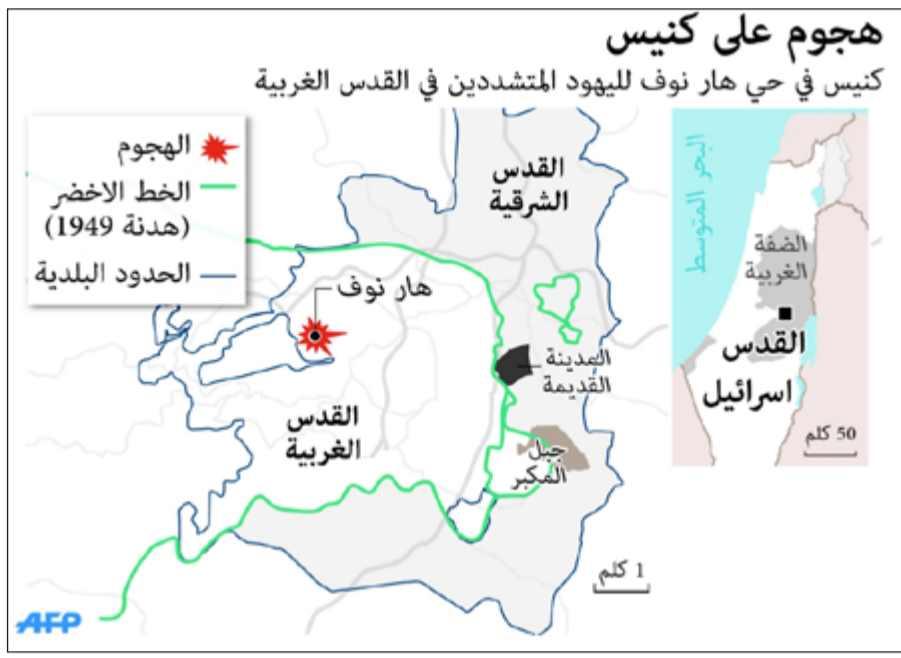 هجوم على كنيس
كنيس في حي هار نوف لليهود المتشددين في القدس الغربية
الهجوم
الخط الاخضر
(هدنة 1949)
الحدود البلدية
القدس
الشرقية
هار نوف
المدينة
القديمة
القدس
الغربية
جبل
المكبر
1 كلم
البحر المتوسط
الضفة
الغربية
القدس
اسرائيل
50 كلم
AFP